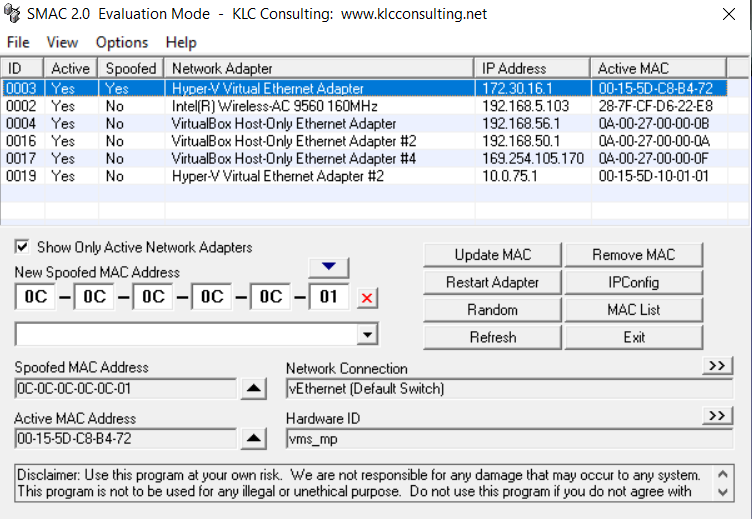 SMAC 2.0 Evaluation Mode - KLC Consulting: www.klcconsulting.net
File View Options Help
ID Active Spoofed Network Adapter IP Address Active MAC
0003 Yes Yes Hyper-V Virtual Ethernet Adapter 172.30.16.1 00-15-5D-C8-B4-72
0002 Yes No Intel(R) Wireless-AC 9560 160MHz 192.168.5.103 28-7F-CF-D6-22-E8
0004 Yes No VirtualBox Host-Only Ethernet Adapter 192.168.56.1 0A-00-27-00-00-0B
0016 Yes No VirtualBox Host-Only Ethernet Adapter #2 192.168.50.1 0A-00-27-00-00-0A
0017 Yes No VirtualBox Host-Only Ethernet Adapter #4 169.254.105.170 0A-00-27-00-00-0F
0019 Yes No Hyper-V Virtual Ethernet Adapter #2 10.0.75.1 00-15-5D-10-01-01
Show Only Active Network Adapters
New Spoofed MAC Address
0C - 0C - 0C - 0C - 0C - 01
Update MAC Remove MAC
Restart Adapter IPConfig
Random MAC List
Refresh Exit
Spoofed MAC Address
0C-0C-0C-0C-0C-01
Network Connection >>
vEthernet (Default Switch)
Active MAC Address
00-15-5D-C8-B4-72
Hardware ID >>
vms_mp
Disclaimer: Use this program at your own risk. We are not responsible for any damage that may occur to any system.
This program is not to be used for any illegal or unethical purpose. Do not use this program if you do not agree with